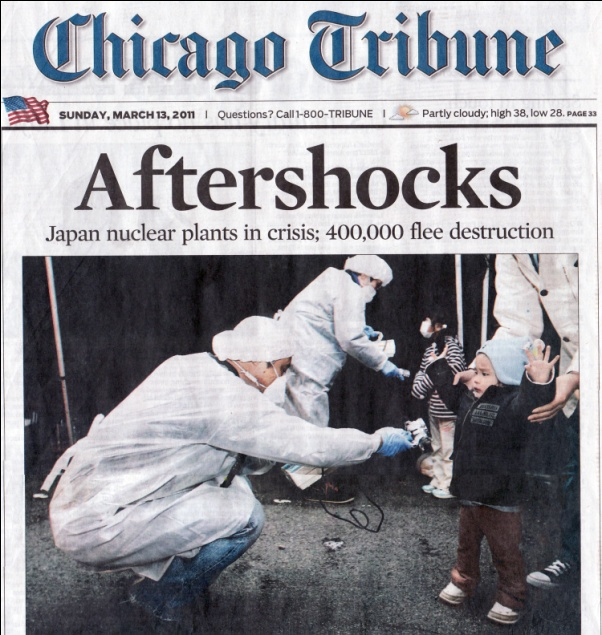 Chicago Tribune
SUNDAY, MARCH 13, 2011 | Questions? Call 1-800-TRIBUNE | Partly cloudy; high 38, low 28. PAGE 33
Aftershocks
Japan nuclear plants in crisis; 400,000 flee destruction